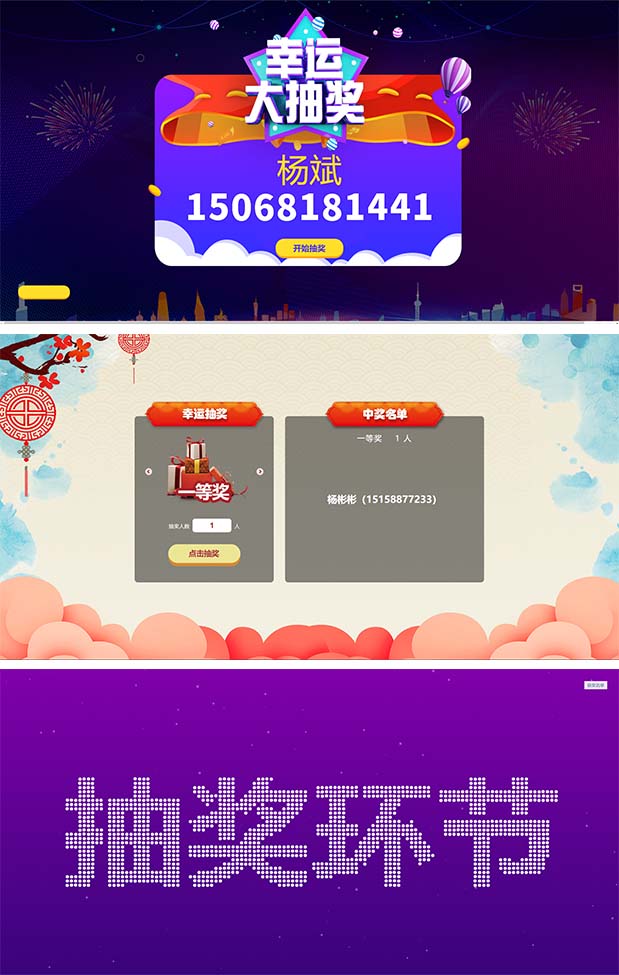 幸运
大抽奖
杨斌
15068181441
开始抽奖
幸运抽奖
中奖名单
一等奖 1 人
一等奖
杨彬彬（15158877233）
抽奖人数 1 人
点击抽奖
抽奖环节